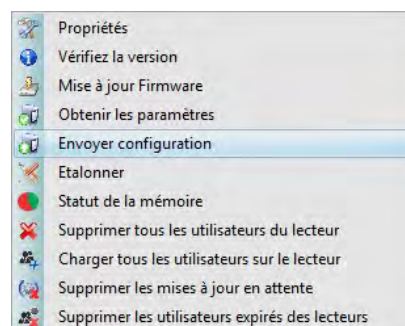 Propriétés
Vérifiez la version
Mise à jour Firmware
Obtenir les paramètres
Envoyer configuration
Etalonner
Statut de la mémoire
Supprimer tous les utilisateurs du lecteur
Charger tous les utilisateurs sur le lecteur
Supprimer les mises à jour en attente
Supprimer les utilisateurs expirés des lecteurs